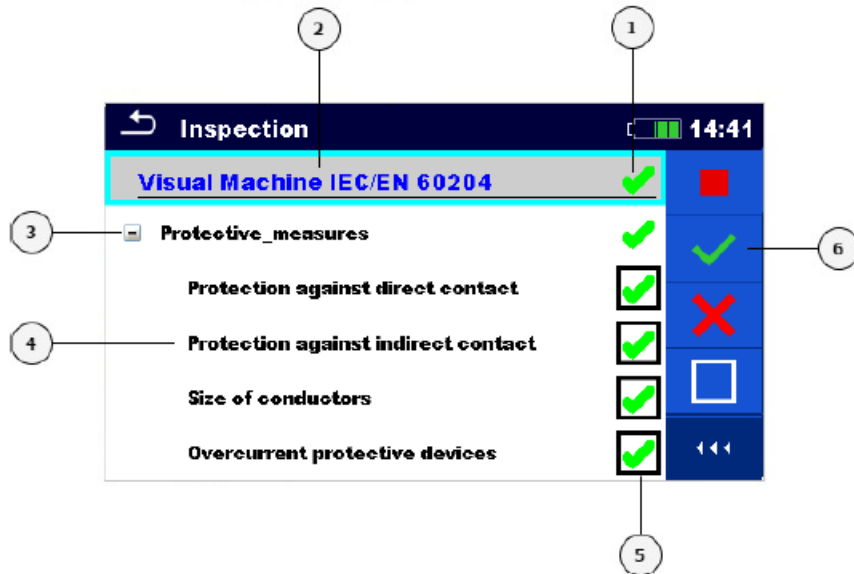 2
1
Inspection 14:41
Visual Machine IEC/EN 60204
3
Protective_measures
6
Protection against direct contact
4
Protection against indirect contact
Size of conductors
Overcurrent protective devices
5